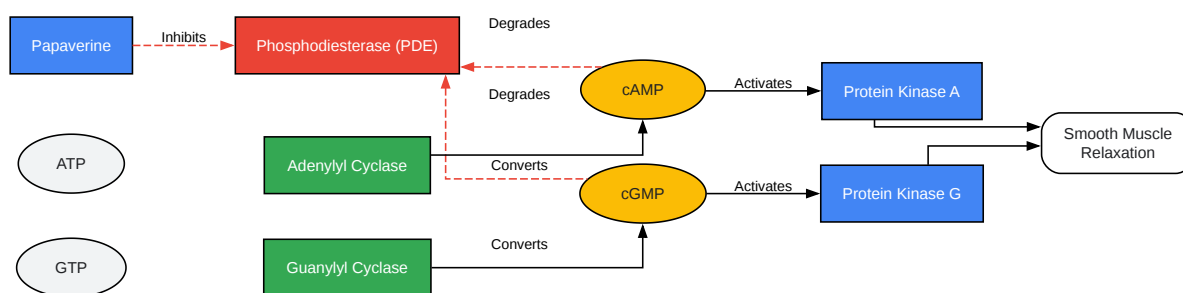 Papaverine
Inhibits
Phosphodiesterase (PDE)
Degrades
Degrades
cAMP
Activates
Protein Kinase A
Smooth Muscle
Relaxation
ATP
Adenylyl Cyclase
Converts
cGMP
Activates
Protein Kinase G
GTP
Guanylyl Cyclase
Converts